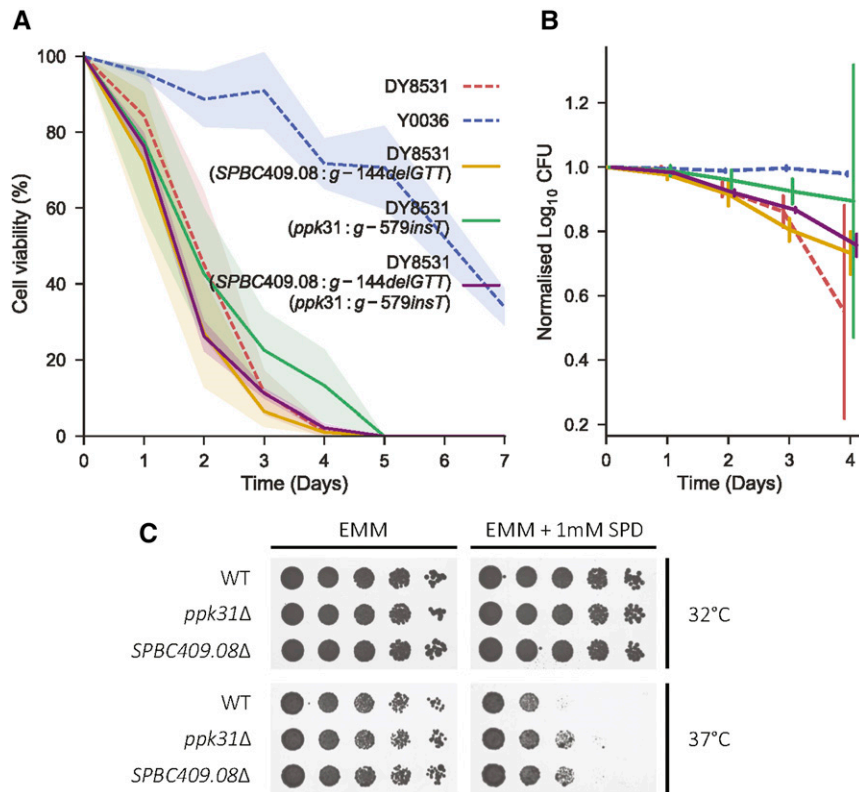 A
B
100
80
60
40
20
0
Cell viability (%)
0 1 2 3 4 5 6 7
Time (Days)
DY8531
Y0036
DY8531
(SPBC409.08:g−144delGTT)
DY8531
(ppk31:g−579insT)
DY8531
(SPBC409.08:g−144delGTT)
(ppk31:g−579insT)
1.2
1.0
0.8
0.6
0.4
0.2
Normalised Log10 CFU
0 1 2 3 4
Time (Days)
C
EMM EMM + 1mM SPD
WT
ppk31Δ
SPBC409.08Δ
32°C
WT
ppk31Δ
SPBC409.08Δ
37°C